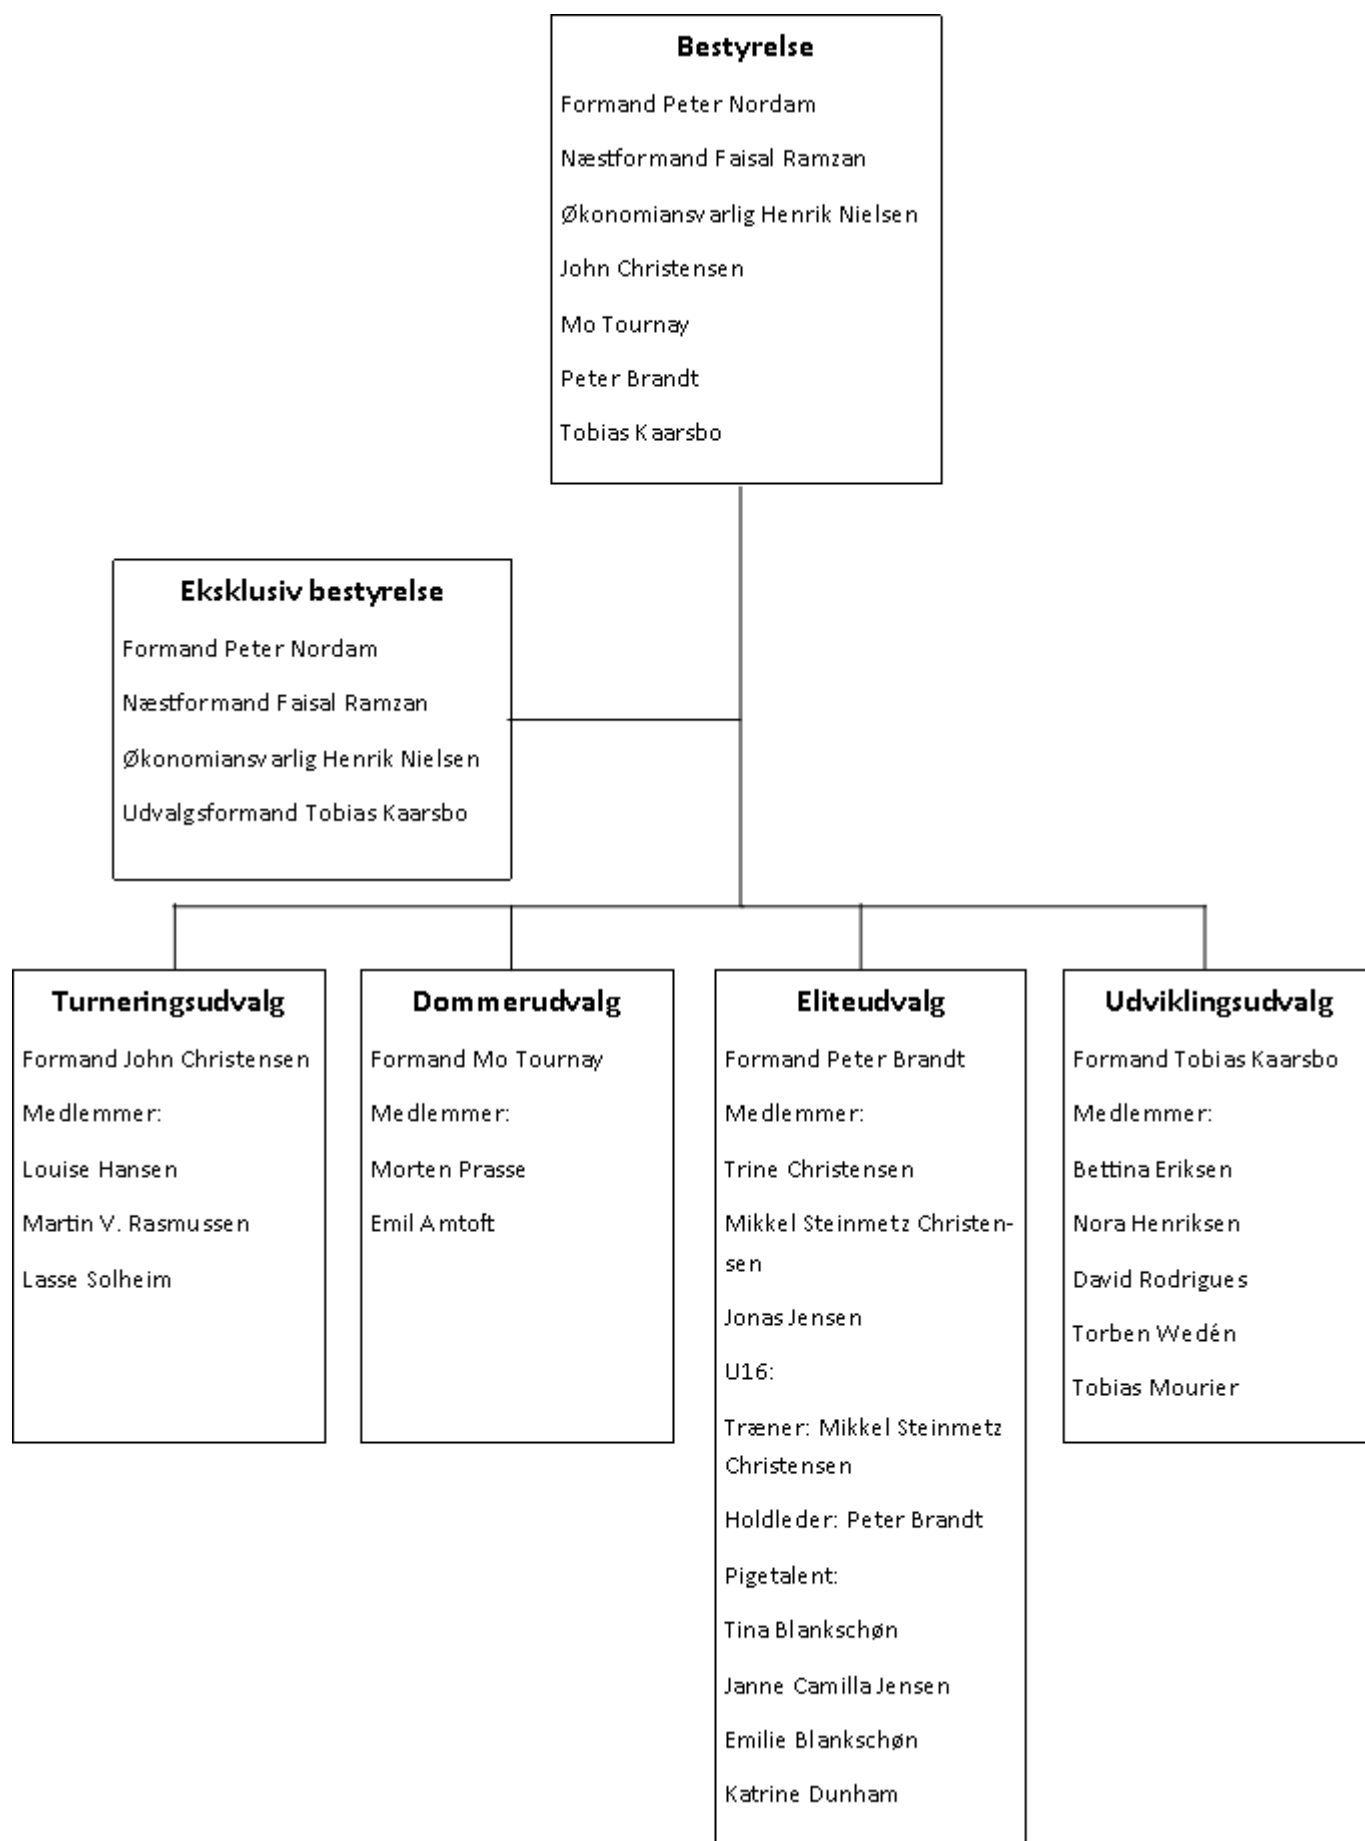 Bestyrelse
Formand Peter Nordam
Næstformand Faisal Ramzan
Økonomiansvarlig Henrik Nielsen
John Christensen
Mo Tournay
Peter Brandt
Tobias Kaarsbo
Eksklusiv bestyrelse
Formand Peter Nordam
Næstformand Faisal Ramzan
Økonomiansvarlig Henrik Nielsen
Udvalgsformand Tobias Kaarsbo
Turneringsudvalg
Formand John Christensen
Medlemmer:
Louise Hansen
Martin V. Rasmussen
Lasse Solheim
Dommerudvalg
Formand Mo Tournay
Medlemmer:
Morten Prasse
Emil Amtoft
Eliteudvalg
Formand Peter Brandt
Medlemmer:
Trine Christensen
Mikkel Steinmetz Christen-
sen
Jonas Jensen
U16:
Træner: Mikkel Steinmetz
Christensen
Holdleder: Peter Brandt
Pigetalent:
Tina Blankschøn
Janne Camilla Jensen
Emilie Blankschøn
Katrine Dunham
Udviklingsudvalg
Formand Tobias Kaarsbo
Medlemmer:
Bettina Eriksen
Nora Henriksen
David Rodrigues
Torben Wedén
Tobias Mourier